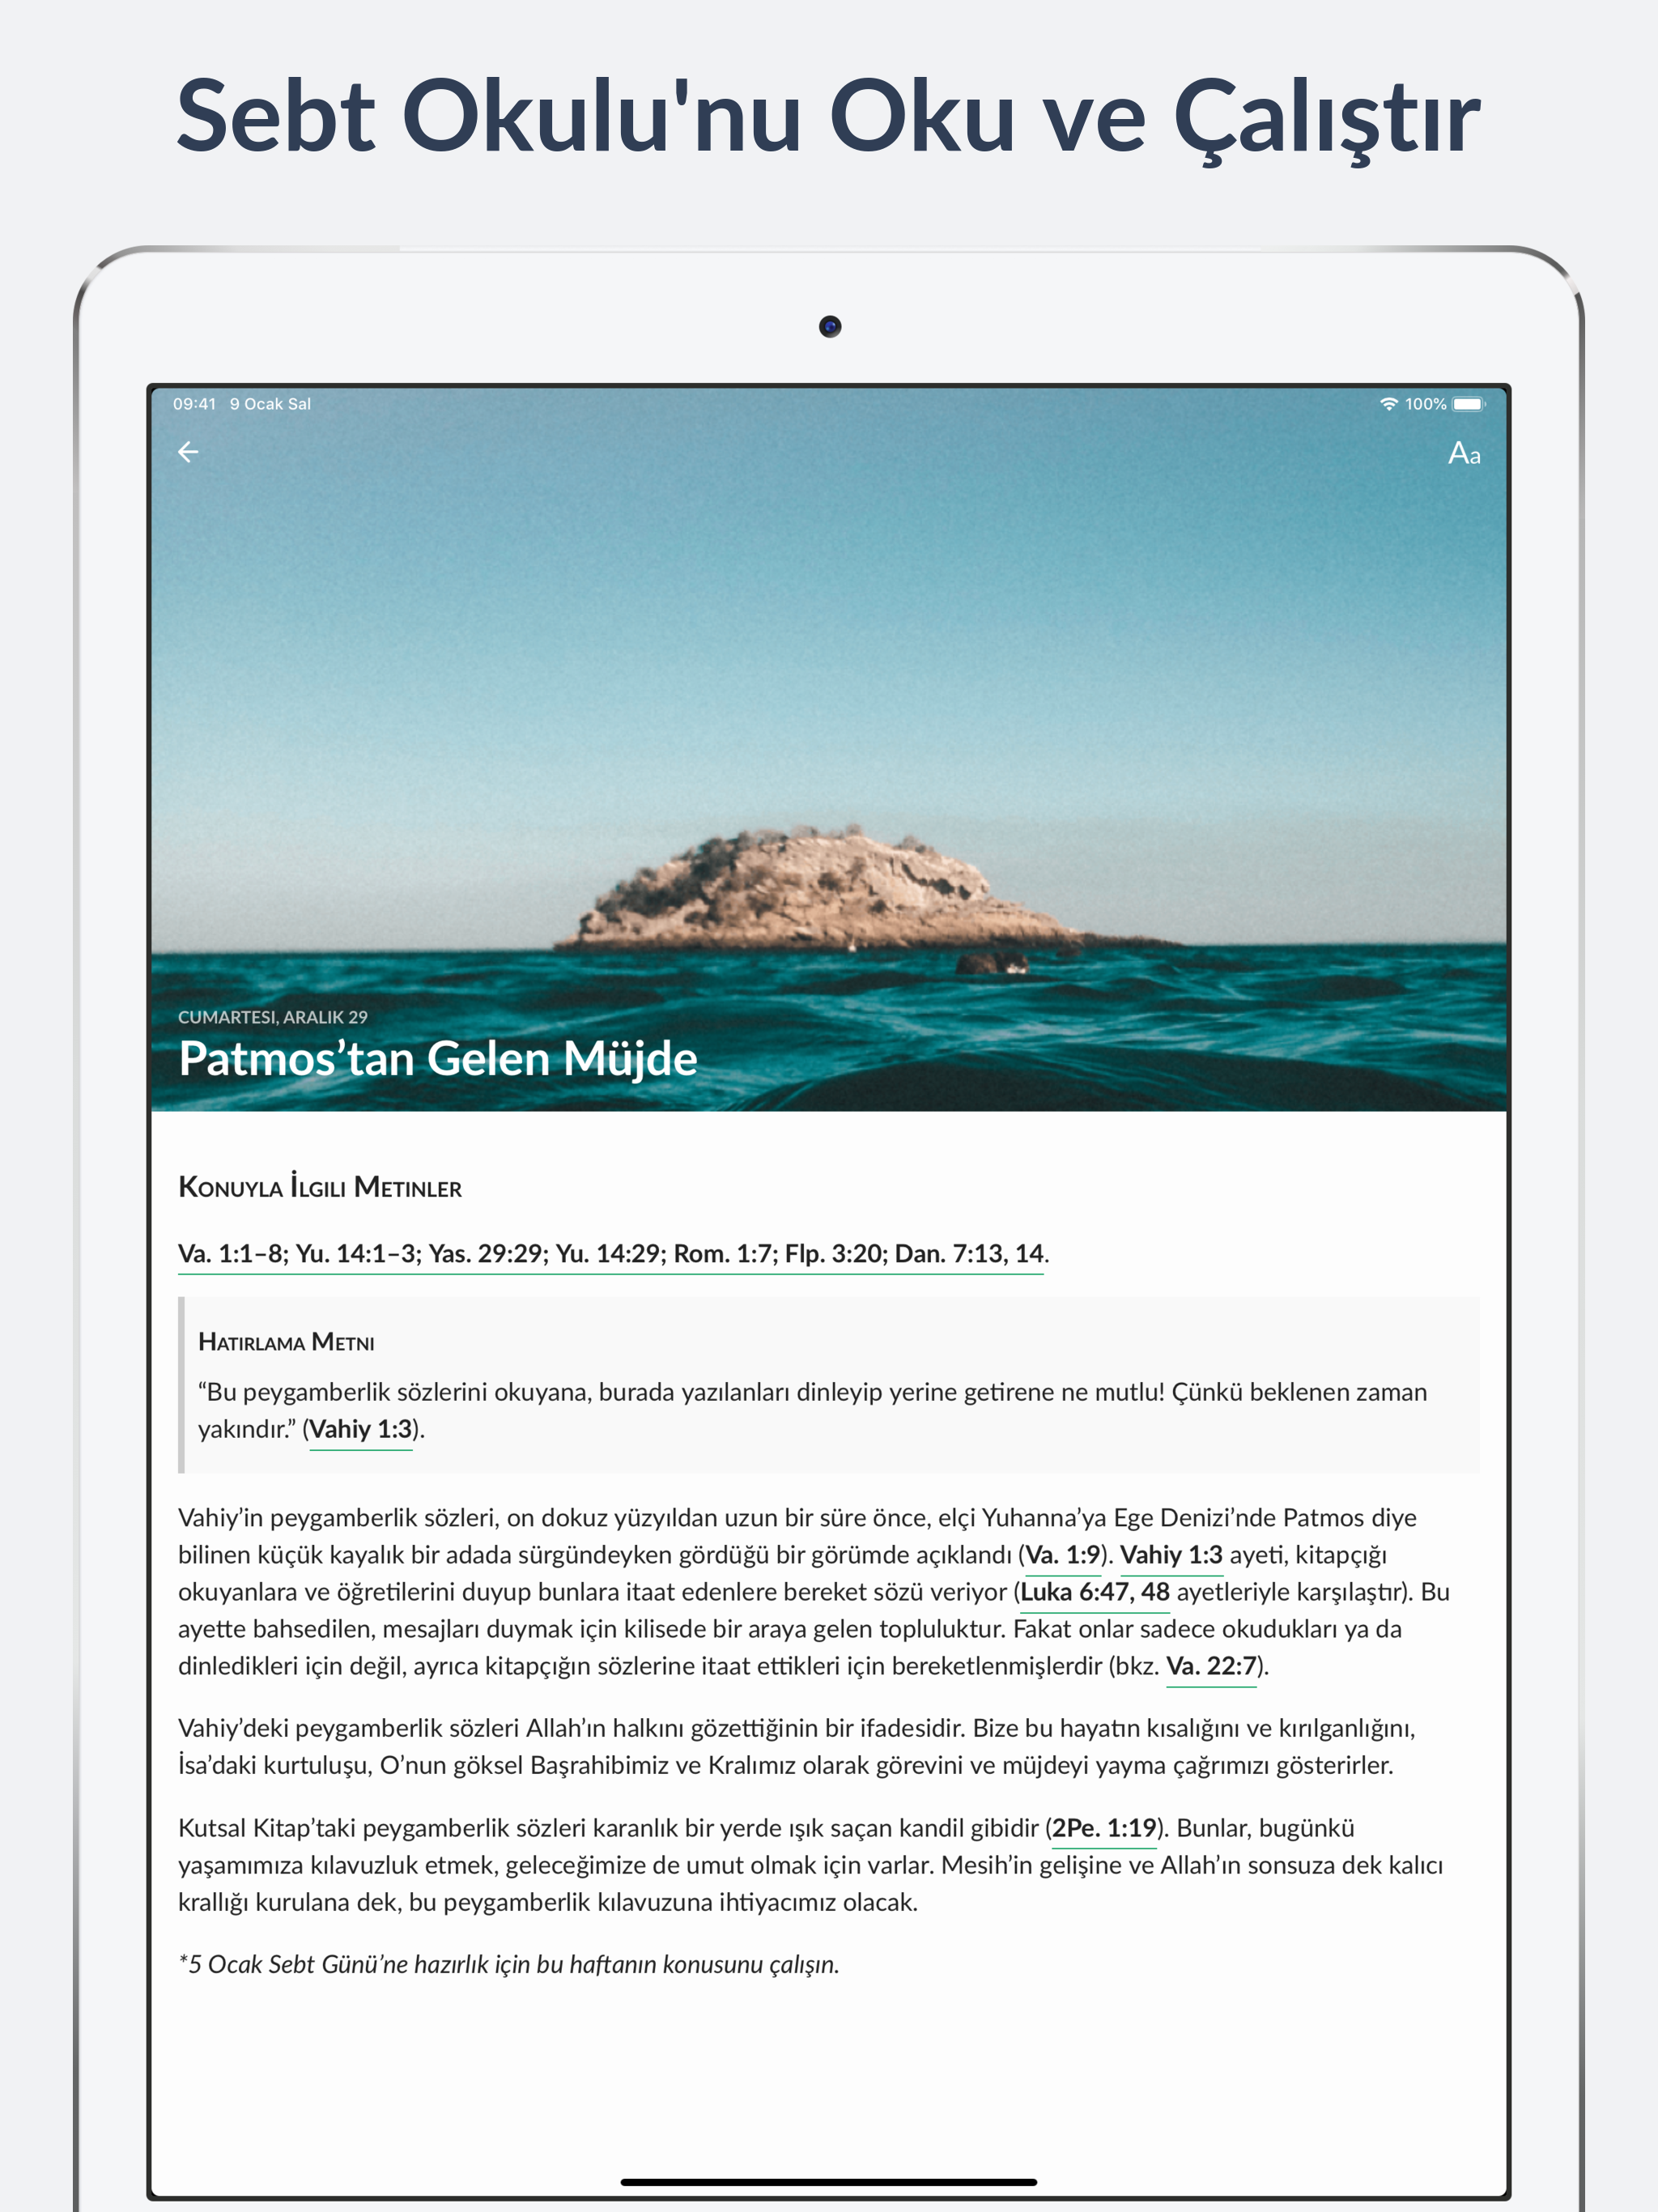 Sebt Okulu'nu Oku ve Çalıştır
09:41 9 Ocak Sal
100%
Aa
CUMARTESI, ARALIK 29
Patmos’tan Gelen Müjde
Konuyla İlgili Metinler
Va. 1:1–8; Yu. 14:1–3; Yas. 29:29; Yu. 14:29; Rom. 1:7; Flp. 3:20; Dan. 7:13, 14.
Hatırlama Metni
“Bu peygamberlik sözlerini okuyana, burada yazılanları dinleyip yerine getirene ne mutlu! Çünkü beklenen zaman
yakındır.” (Vahiy 1:3).
Vahiy’in peygamberlik sözleri, on dokuz yüzyıldan uzun bir süre önce, elçi Yuhanna’ya Ege Denizi’nde Patmos diye
bilinen küçük kayalık bir adada sürgündeyken gördüğü bir görümde açıklandı (Va. 1:9). Vahiy 1:3 ayeti, kitapçığı
okuyanlara ve öğretilerini duyup bunlara itaat edenlere bereket sözü veriyor (Luka 6:47, 48 ayetleriyle karşılaştır). Bu
ayette bahsedilen, mesajları duymak için kilisede bir araya gelen topluluktur. Fakat onlar sadece okudukları ya da
dinledikleri için değil, ayrıca kitapçığın sözlerine itaat ettikleri için bereketlenmişlerdir (bkz. Va. 22:7).
Vahiy’deki peygamberlik sözleri Allah’ın halkını gözettiğinin bir ifadesidir. Bize bu hayatın kısalığını ve kırılganlığını,
İsa’daki kurtuluşu, O’nun göksel Başrahibimiz ve Kralımız olarak görevini ve müjdeyi yayma çağrımızı gösterirler.
Kutsal Kitap’taki peygamberlik sözleri karanlık bir yerde ışık saçan kandil gibidir (2Pe. 1:19). Bunlar, bugünkü
yaşamımıza kılavuzluk etmek, geleceğimize de umut olmak için varlar. Mesih’in gelişine ve Allah’ın sonsuza dek kalıcı
krallığı kurulana dek, bu peygamberlik kılavuzuna ihtiyacımız olacak.
*5 Ocak Sebt Günü’ne hazırlık için bu haftanın konusunu çalışın.